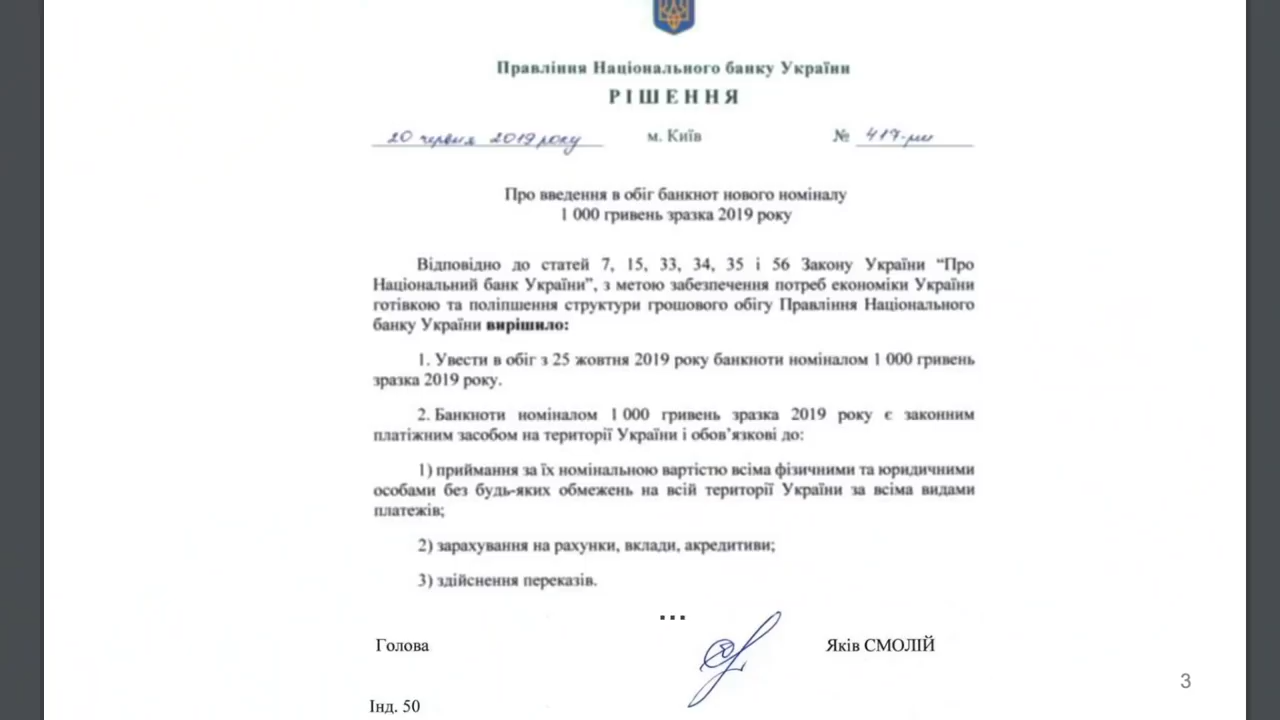 Правління Національного банку України
РІШЕННЯ
20 червня 2019 року м. Київ № 417-рш
Про введення в обіг банкнот нового номіналу
1 000 гривень зразка 2019 року
Відповідно до статей 7, 15, 33, 34, 35 і 56 Закону України “Про
Національний банк України”, з метою забезпечення потреб економіки України
готівкою та поліпшення структури грошового обігу Правління Національного
банку України вирішило:
1. Увести в обіг з 25 жовтня 2019 року банкноти номіналом 1 000 гривень
зразка 2019 року.
2. Банкноти номіналом 1 000 гривень зразка 2019 року є законним
платіжним засобом на території України і обов’язкові до:
1) приймання за їх номінальною вартістю всіма фізичними та юридичними
особами без будь-яких обмежень на всій території України за всіма видами
платежів;
2) зарахування на рахунки, вклади, акредитиви;
3) здійснення переказів.
...
Голова Яків СМОЛІЙ
3
Інд. 50